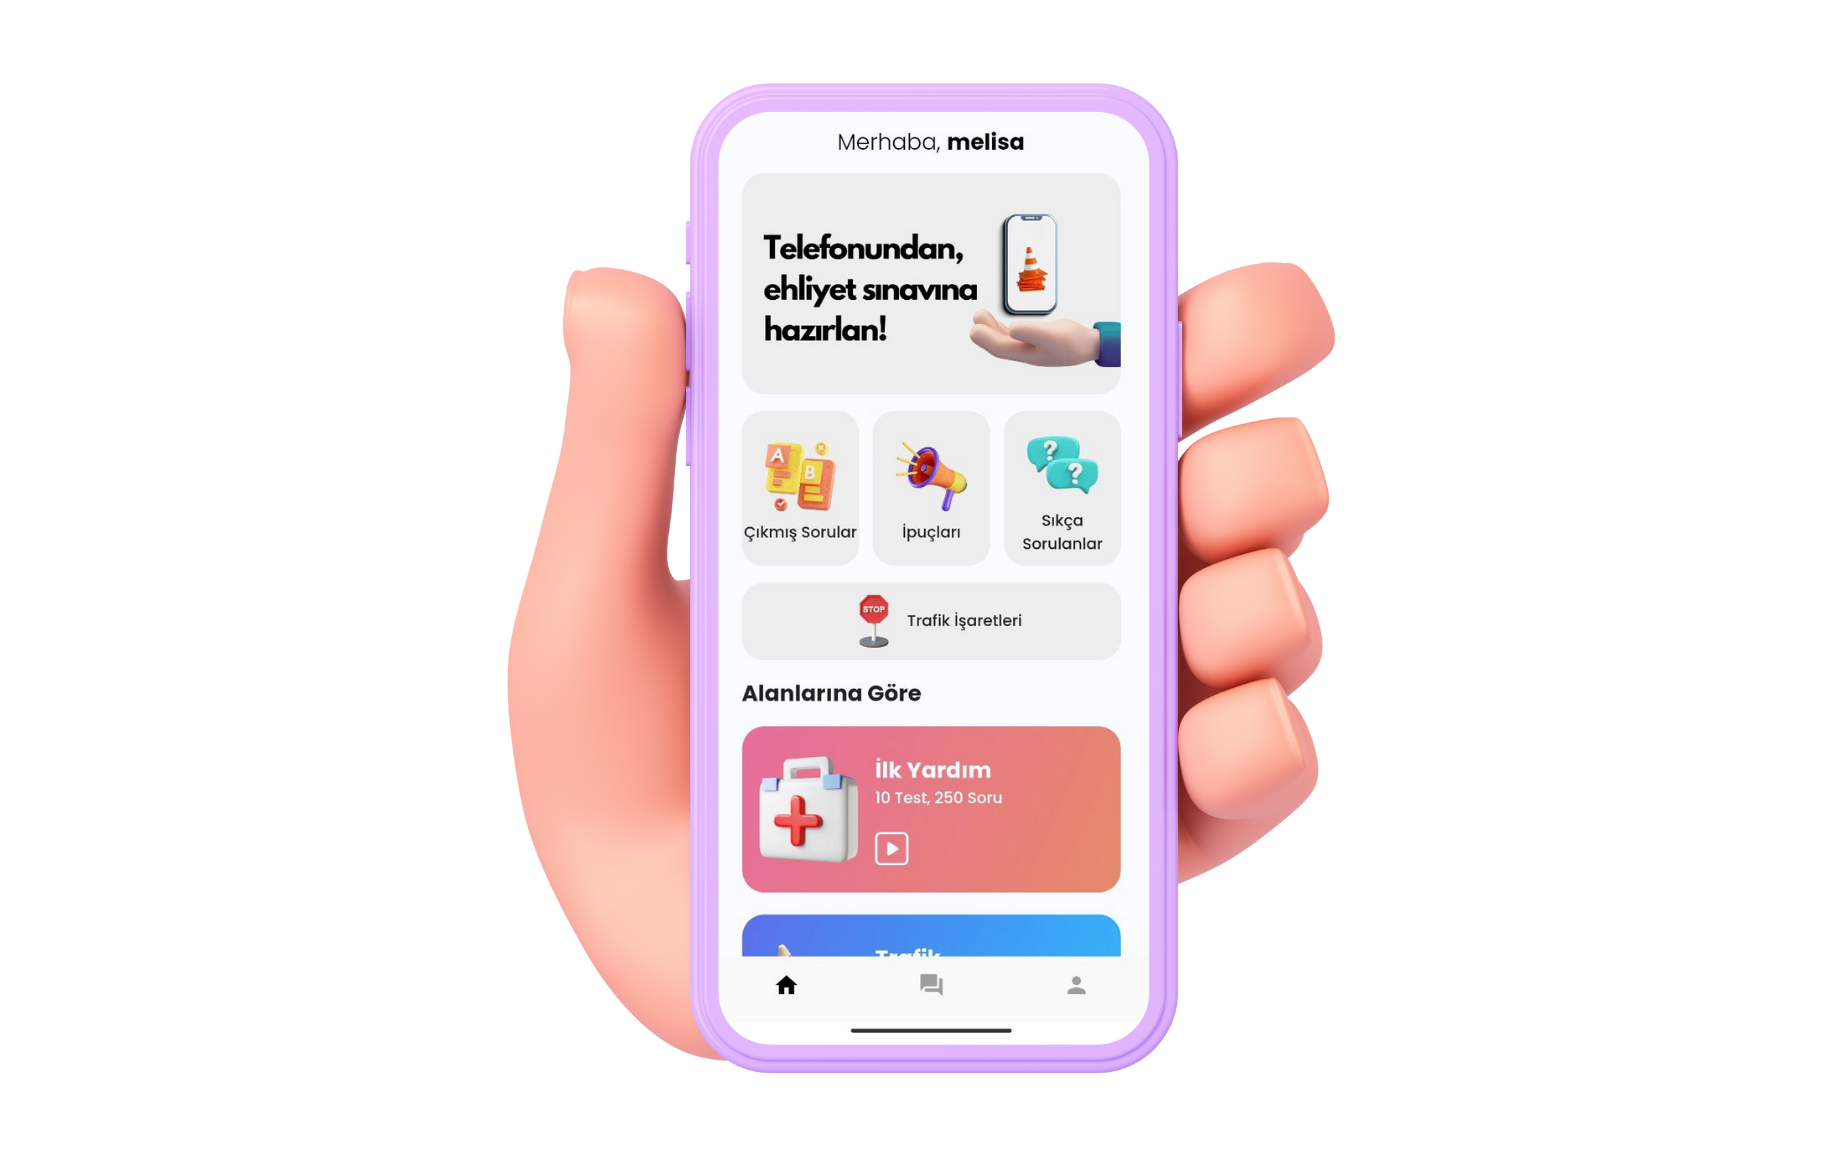 Merhaba, melisa
Telefonundan,
ehliyet sınavına
hazırlan!
A
B
Çıkmış Sorular
İpuçları
? ?
Sıkça
Sorulanlar
STOP
Trafik İşaretleri
Alanlarına Göre
İlk Yardım
10 Test, 250 Soru
Trafik